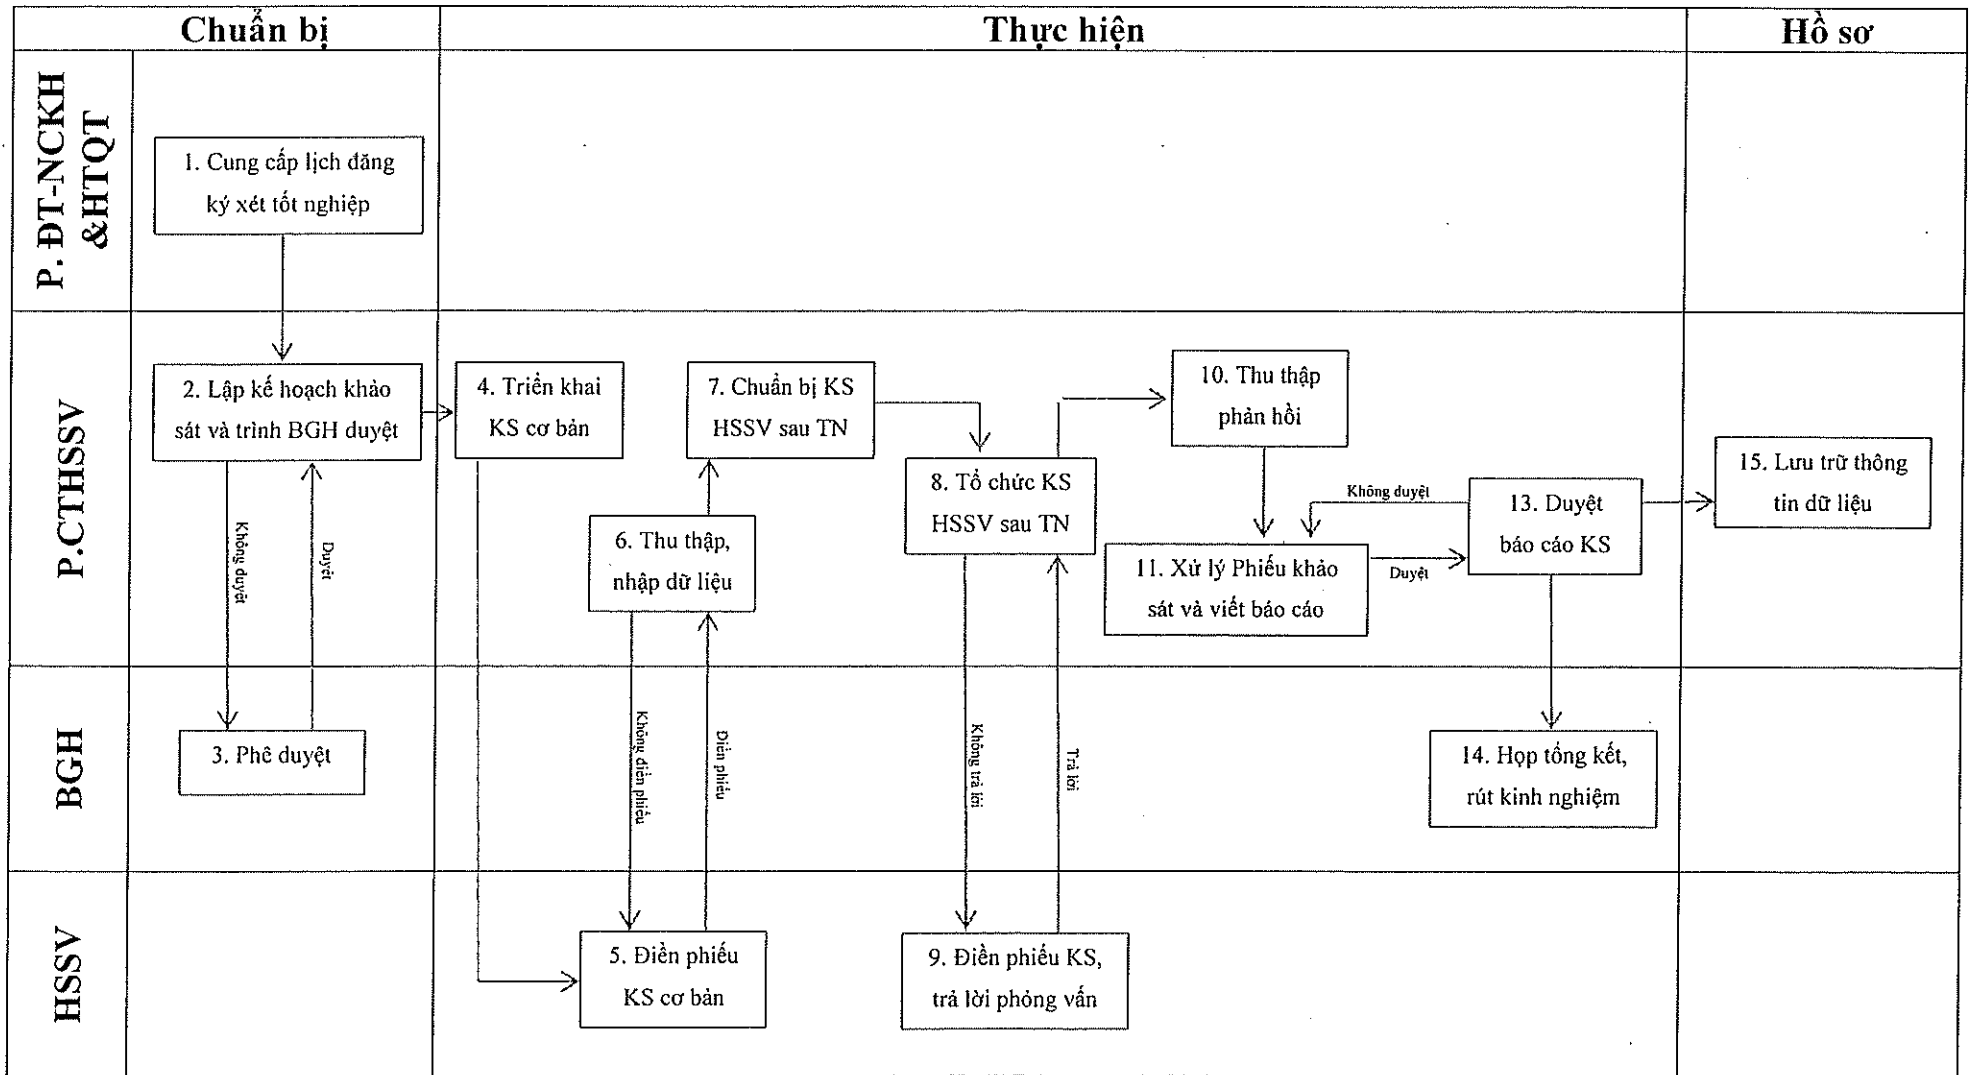 Chuẩn bị
Thực hiện
Hồ sơ
P. ĐT-NCKH
&HTQT
1. Cung cấp lịch đăng
ký xét tốt nghiệp
P.CTHSSV
2. Lập kế hoạch khảo
sát và trình BGH duyệt
4. Triển khai
KS cơ bản
7. Chuẩn bị KS
HSSV sau TN
10. Thu thập
phản hồi
8. Tổ chức KS
HSSV sau TN
6. Thu thập,
nhập dữ liệu
Không duyệt
13. Duyệt
báo cáo KS
15. Lưu trữ thông
tin dữ liệu
11. Xử lý Phiếu khảo
sát và viết báo cáo
Duyệt
Không duyệt
Duyệt
BGH
3. Phê duyệt
Không điền phiếu
Điền phiếu
Không trả lời
Trả lời
14. Họp tổng kết,
rút kinh nghiệm
HSSV
5. Điền phiếu
KS cơ bản
9. Điền phiếu KS,
trả lời phỏng vấn